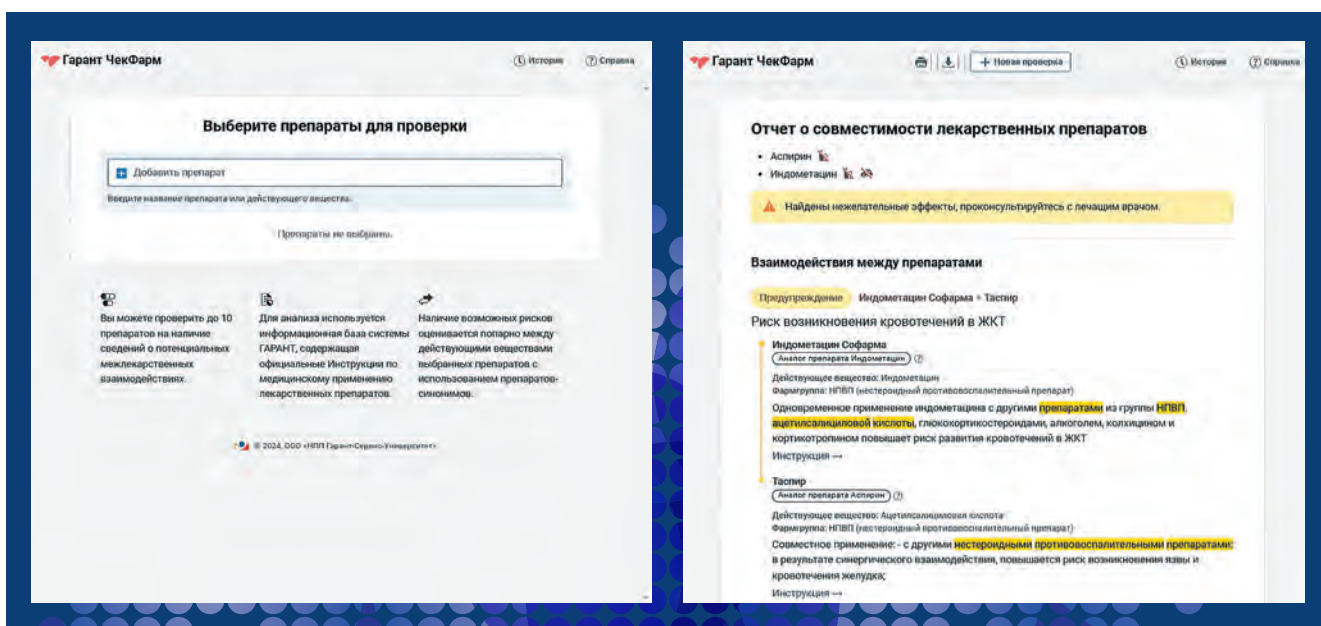 Гарант ЧекФарм
История
Справка
Выберите препараты для проверки
Добавить препарат
Введите название препарата или действующего вещества.
Препараты не выбраны.
Вы можете проверить до 10
препаратов на наличие
сведений о потенциальных
межлекарственных
взаимодействиях.
Для анализа используется
информационная база системы
ГАРАНТ, содержащая
официальные Инструкции по
медицинскому применению
лекарственных препаратов.
Наличие возможных рисков
оценивается попарно между
действующими веществами
выбранных препаратов с
использованием препаратов-
синонимов.
© 2024, ООО «НПП Гарант-Сервис-Университет»
Гарант ЧекФарм
+ Новая проверка
История
Справка
Отчет о совместимости лекарственных препаратов
• Аспирин
• Индометацин
Найдены нежелательные эффекты, проконсультируйтесь с лечащим врачом.
Взаимодействия между препаратами
Предупреждение Индометацин Софарма + Таспир
Риск возникновения кровотечений в ЖКТ
Индометацин Софарма
Аналог препарата Индометацин
Действующее вещество: Индометацин
Фармгруппа: НПВП (нестероидный противовоспалительный препарат)
Одновременное применение индометацина с другими препаратами из группы НПВП,
ацетилсалициловой кислоты, глюкокортикостероидами, алкоголем, колхицином и
кортикотропином повышает риск развития кровотечений в ЖКТ
Инструкция →
Таспир
Аналог препарата Аспирин
Действующее вещество: Ацетилсалициловая кислота
Фармгруппа: НПВП (нестероидный противовоспалительный препарат)
Совместное применение: - с другими нестероидными противовоспалительными препаратами:
в результате синергического взаимодействия, повышается риск возникновения язвы и
кровотечения желудка;
Инструкция →